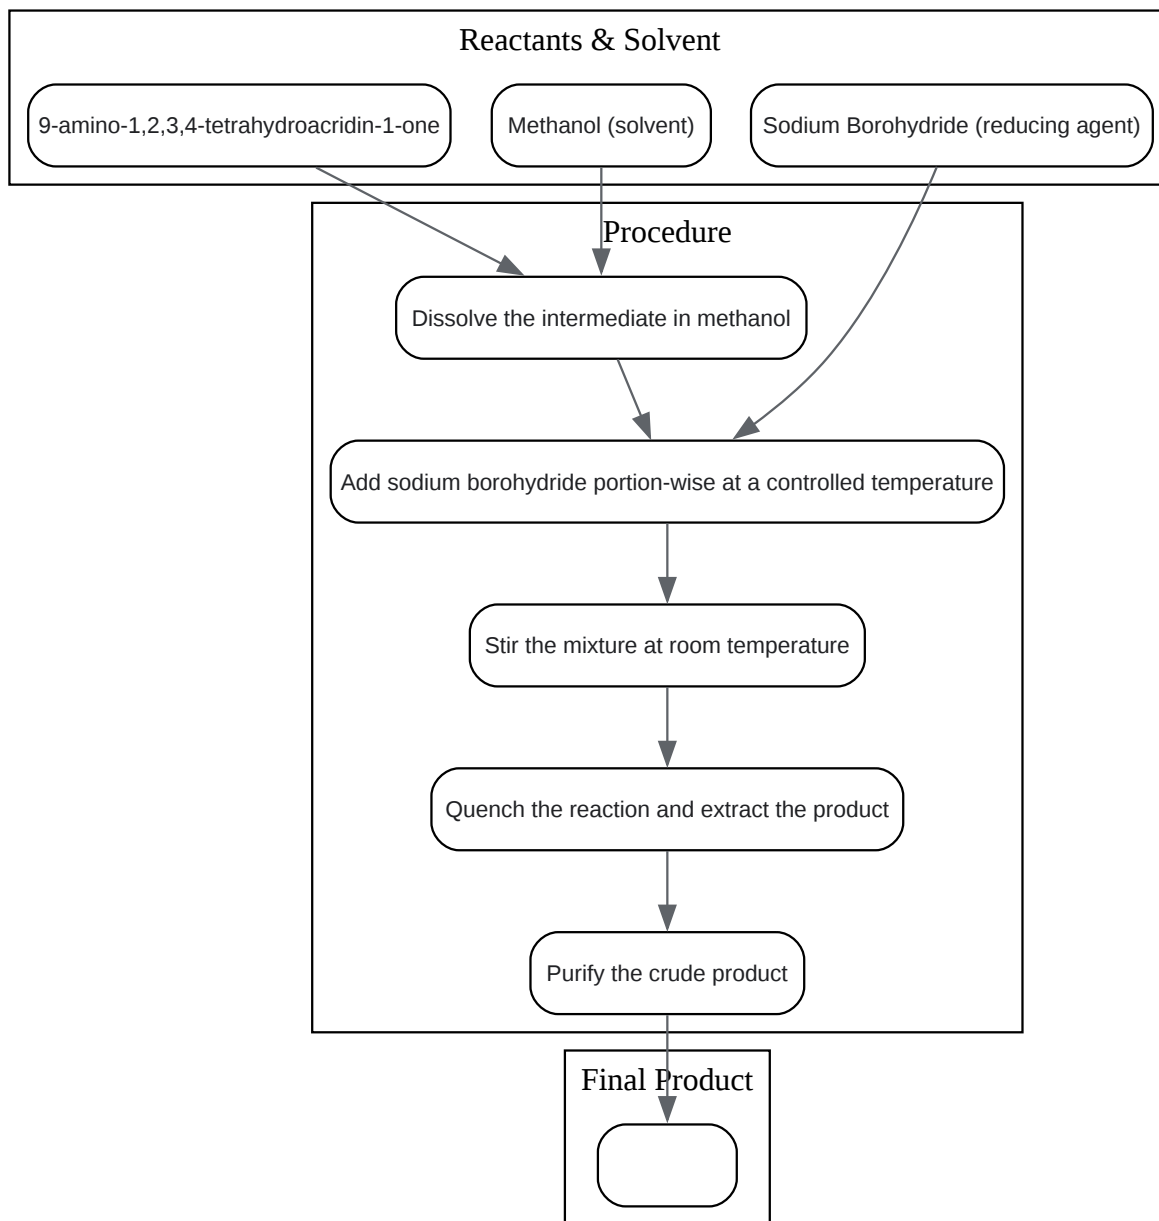 Reactants & Solvent
9-amino-1,2,3,4-tetrahydroacridin-1-one
Methanol (solvent)
Sodium Borohydride (reducing agent)
Procedure
Dissolve the intermediate in methanol
Add sodium borohydride portion-wise at a controlled temperature
Stir the mixture at room temperature
Quench the reaction and extract the product
Purify the crude product
Final Product